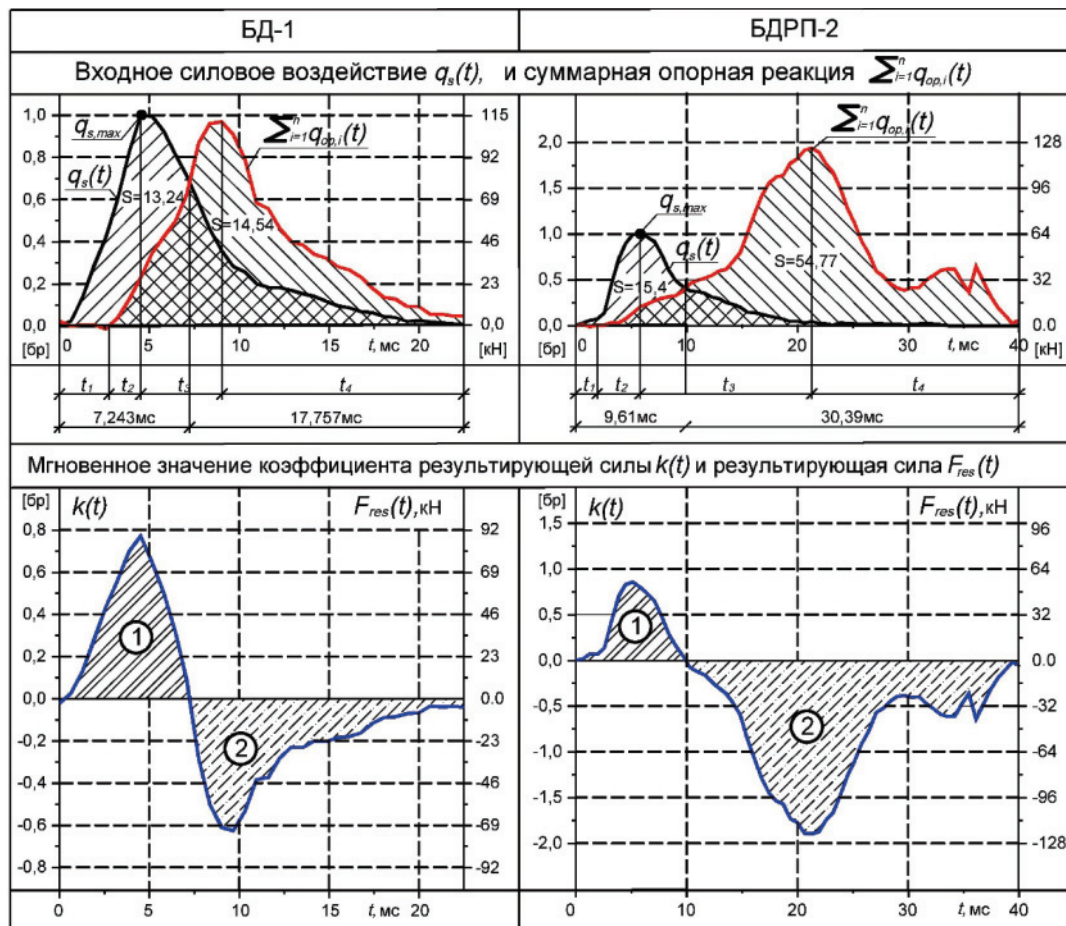 БД-1
БДРП-2
Входное силовое воздействие qs(t), и суммарная опорная реакция ∑ⁿi=1 qop,i(t)
1,0
0,8
0,6
0,4
0,2
0,0
[бр]
qs,max
qs(t)
∑ⁿi=1 qop,i(t)
S=13,24
S=14,54
115
92
69
46
23
0,0
[кН]
5
10
15
20
t, мс
t1
t2
t3
t4
7,243мс
17,757мс
2,0
1,5
1,0
0,5
0,0
[бр]
∑ⁿi=1 qop,i(t)
qs,max
qs(t)
S=15,4
S=54,77
128
96
64
32
0.0
[кН]
10
20
30
t, мс
40
t1
t2
t3
t4
9,61мс
30,39мс
Мгновенное значение коэффициента результирующей силы k(t) и результирующая сила Fres(t)
[бр]
k(t)
Fres(t),кН
0,8
0,6
0,4
0,2
0,0
-0,2
-0,4
-0,6
-0,8
92
69
46
23
0.0
-23
-46
-69
-92
1
2
0
5
10
15
t, мс
20
[бр]
k(t)
Fres(t),кН
1,5
1,0
0,5
0,0
-0,5
-1,0
-1,5
-2,0
96
64
32
0.0
-32
-64
-96
-128
1
2
0
10
20
30
t, мс
40